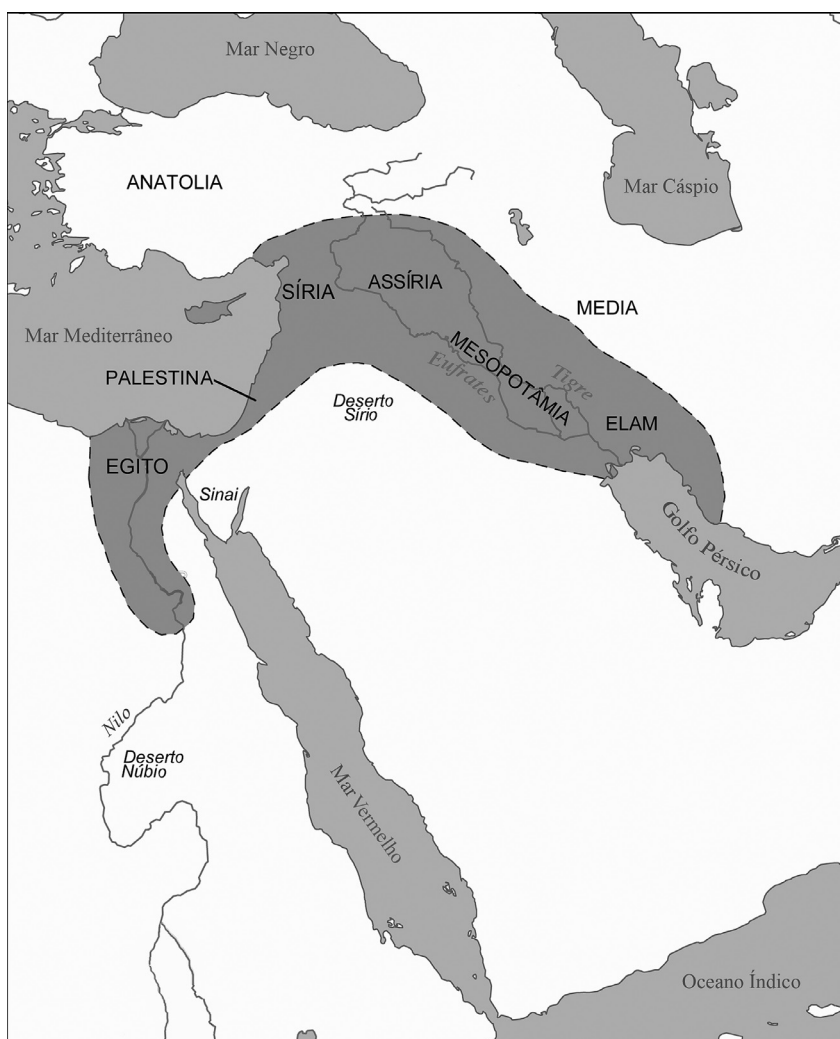 Mar Negro
ANATOLIA
Mar Cáspio
SÍRIA
ASSÍRIA
MEDIA
Mar Mediterrâneo
MESOPOTÂMIA
Tigre
Eufrates
PALESTINA
Deserto
Sírio
ELAM
EGITO
Sinai
Golfo Pérsico
Nilo
Deserto
Núbio
Mar Vermelho
Oceano Índico